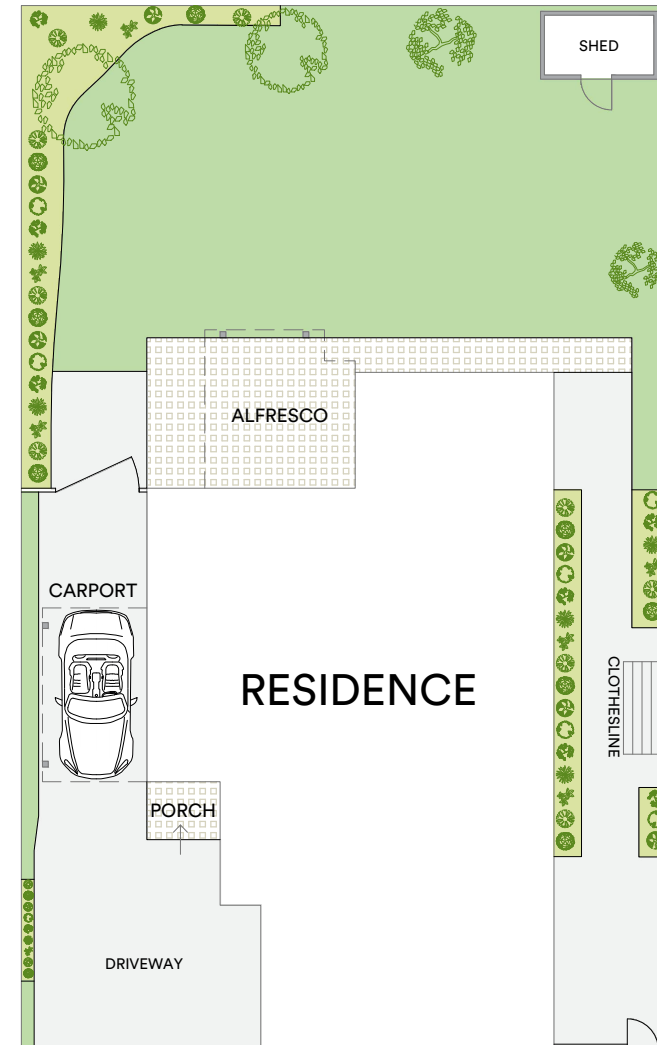 SHED
ALFRESCO
CARPORT
RESIDENCE
CLOTHESLINE
PORCH
DRIVEWAY